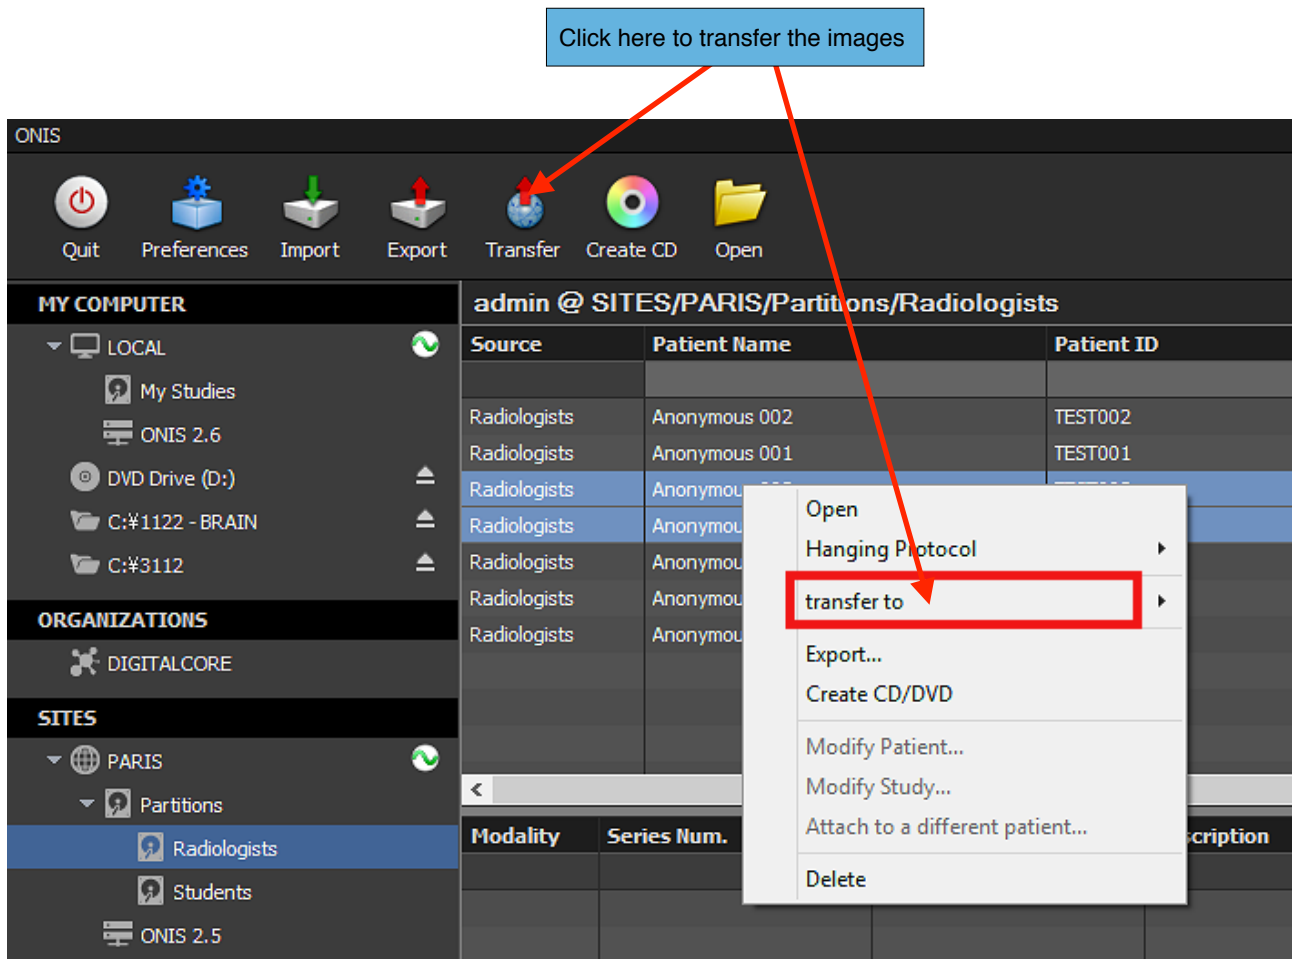 Click here to transfer the images
ONIS
Quit Preferences Import Export Transfer Create CD Open
MY COMPUTER
LOCAL
My Studies
ONIS 2.6
DVD Drive (D:)
C:¥1122 - BRAIN
C:¥3112
ORGANIZATIONS
DIGITALCORE
SITES
PARIS
Partitions
Radiologists
Students
ONIS 2.5
admin @ SITES/PARIS/Partitions/Radiologists
Source Patient Name Patient ID
Radiologists Anonymous 002 TEST002
Radiologists Anonymous 001 TEST001
Radiologists
Radiologists
Radiologists
Radiologists
Radiologists
Open
Hanging Protocol
transfer to
Export...
Create CD/DVD
Modify Patient...
Modify Study...
Attach to a different patient...
Delete
Modality Series Num.